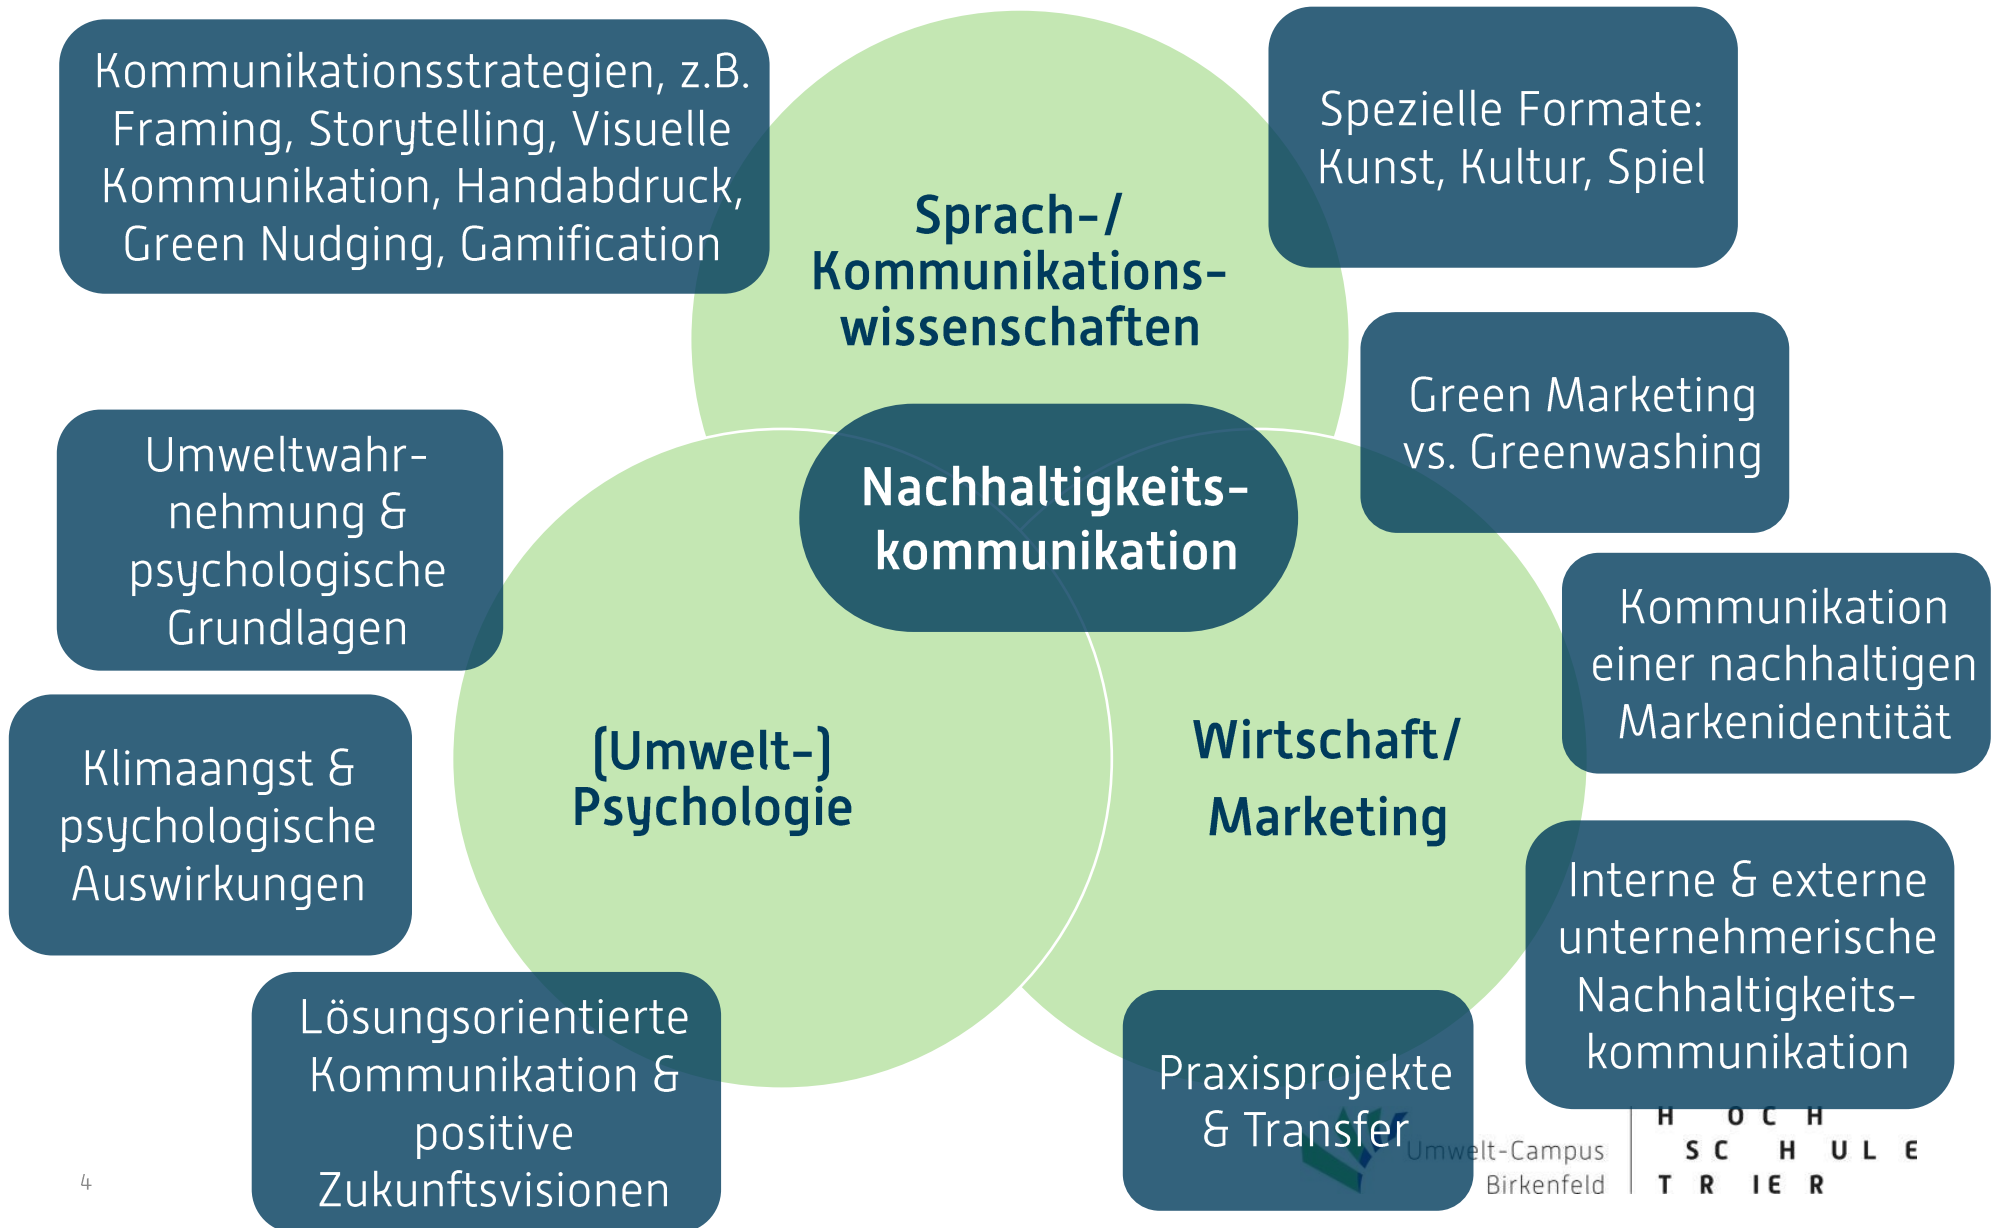 Kommunikationsstrategien, z.B.
Framing, Storytelling, Visuelle
Kommunikation, Handabdruck,
Green Nudging, Gamification
Spezielle Formate:
Kunst, Kultur, Spiel
Sprach-/
Kommunikations-
wissenschaften
Green Marketing
vs. Greenwashing
Umweltwahr-
nehmung &
psychologische
Grundlagen
Nachhaltigkeits-
kommunikation
Kommunikation
einer nachhaltigen
Markenidentität
Klimaangst &
psychologische
Auswirkungen
(Umwelt-)
Psychologie
Wirtschaft/
Marketing
Interne & externe
unternehmerische
Nachhaltigkeits-
kommunikation
Lösungsorientierte
Kommunikation &
positive
Zukunftsvisionen
Praxisprojekte
& Transfer
4
Umwelt-Campus
Birkenfeld
HOCH
SCHULE
TRIER